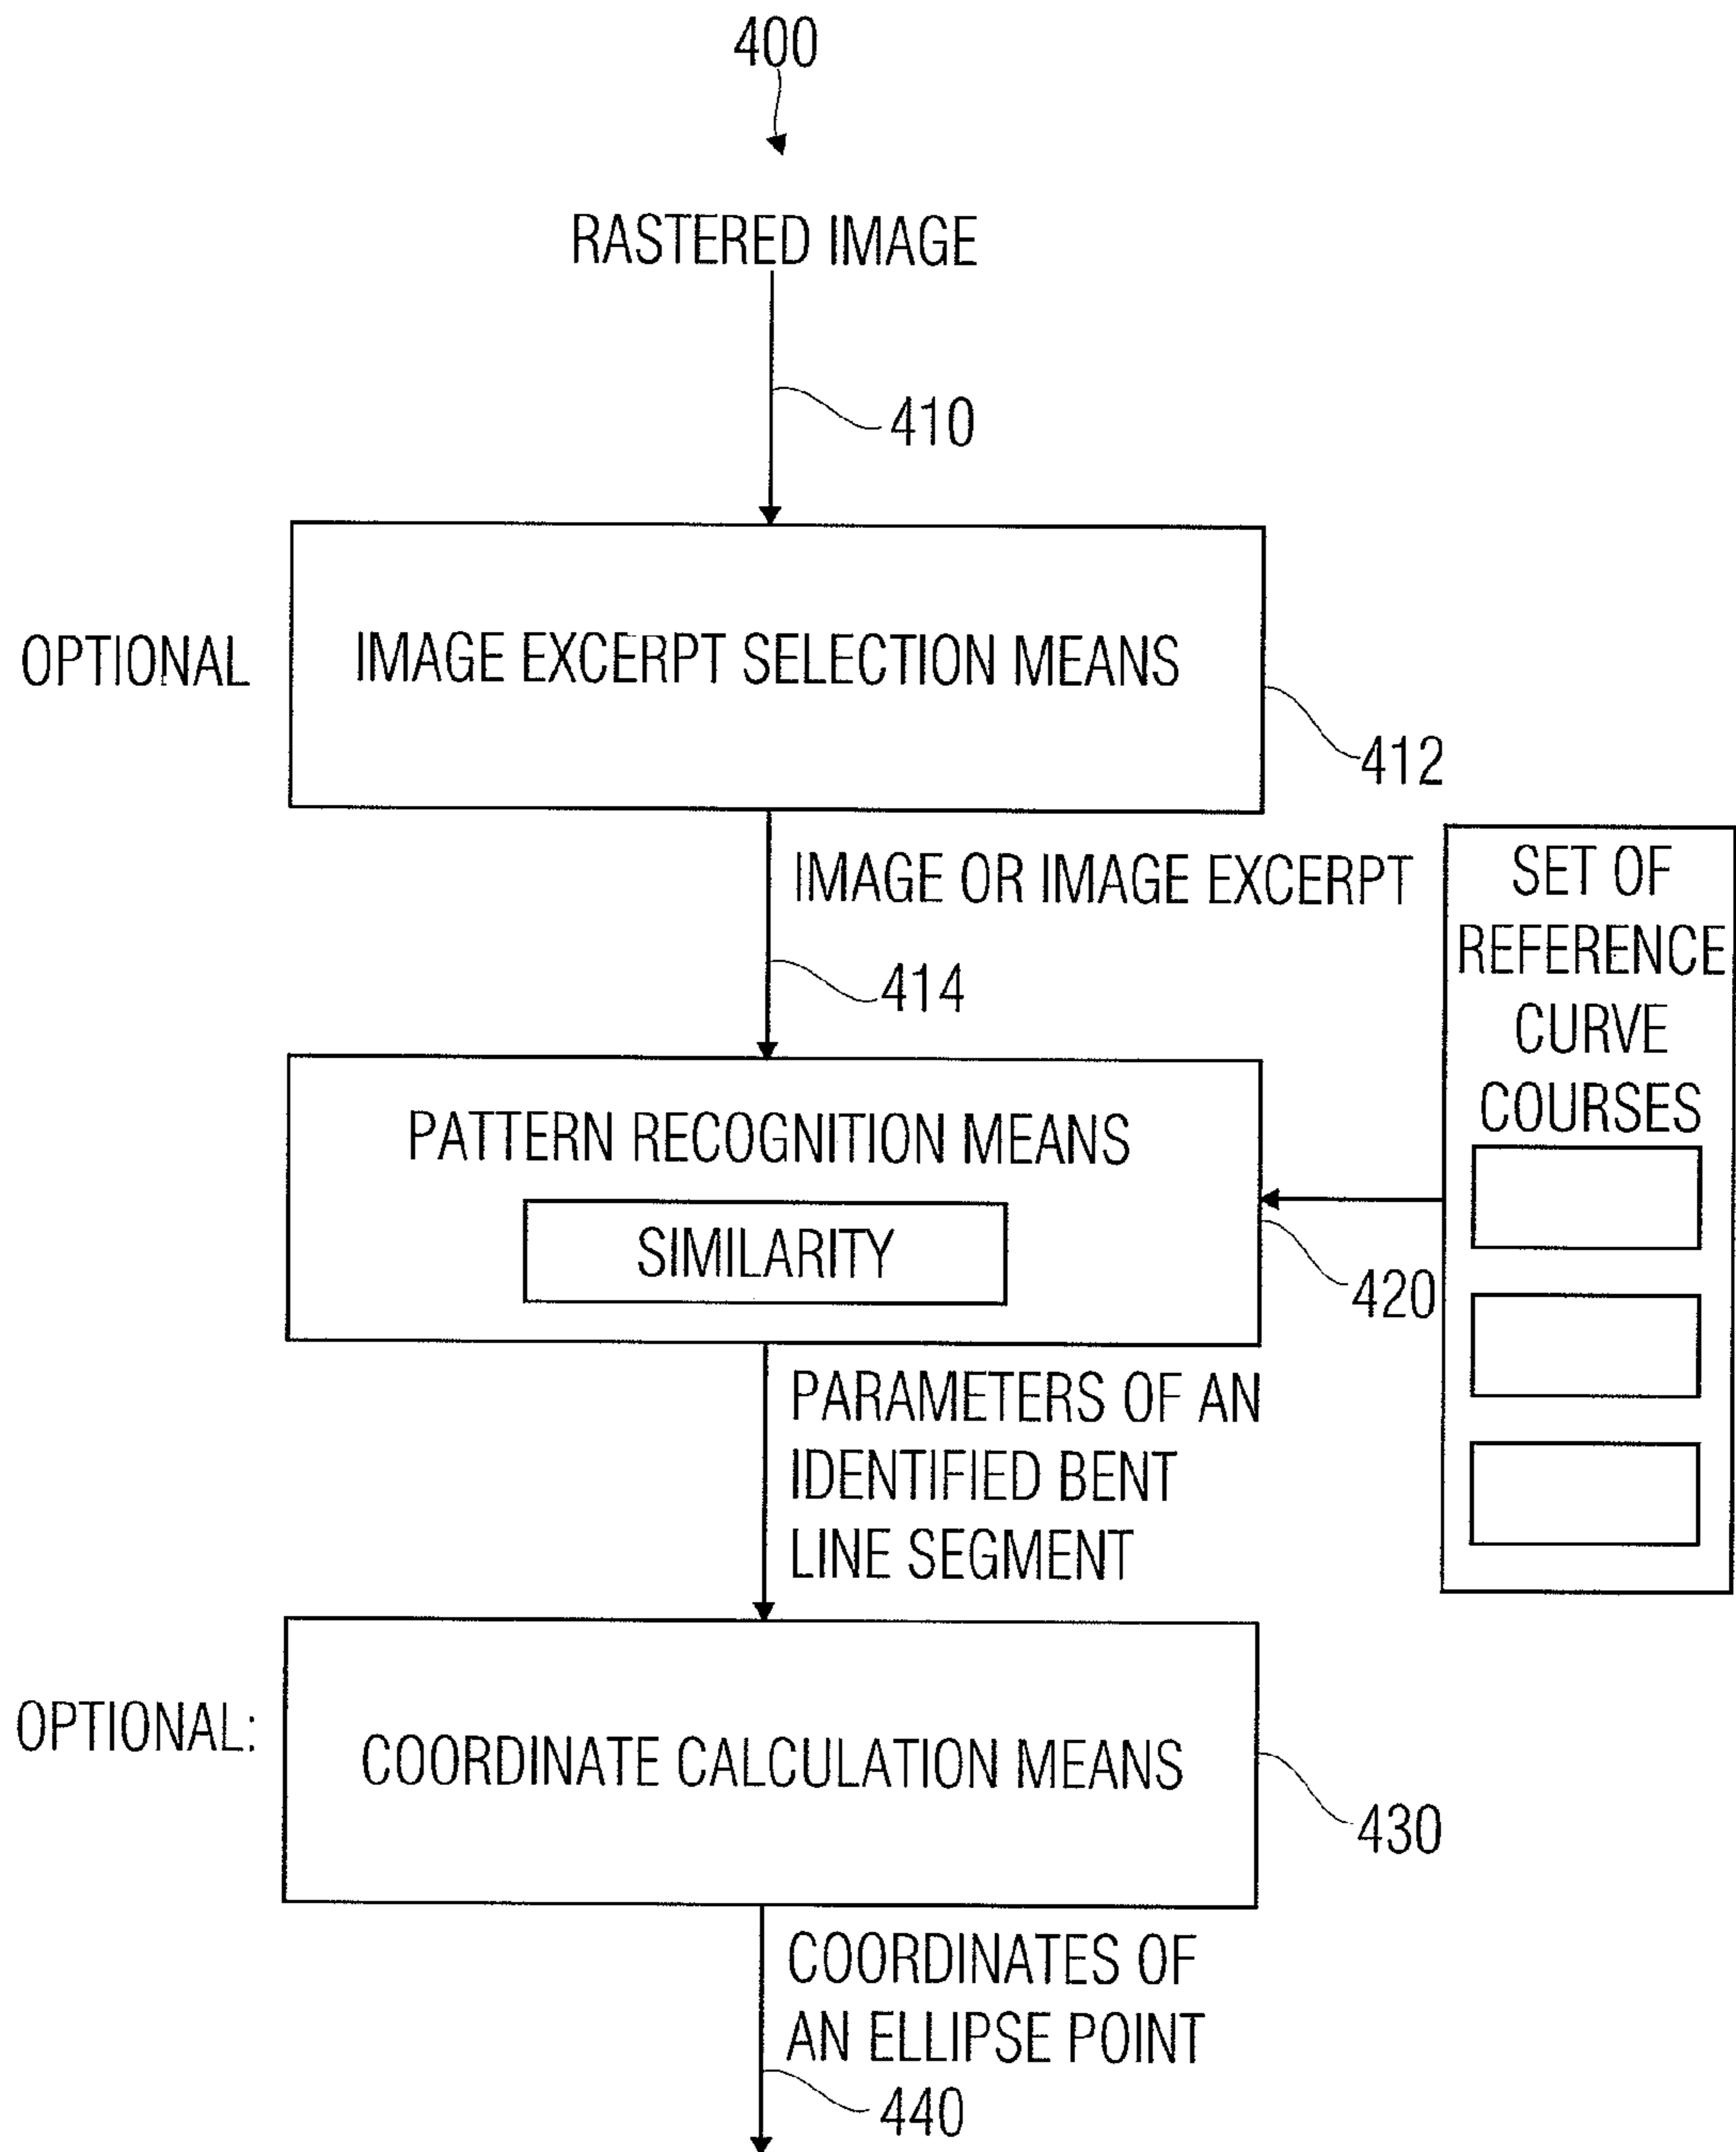 400
RASTERED IMAGE
410
OPTIONAL
IMAGE EXCERPT SELECTION MEANS
412
IMAGE OR IMAGE EXCERPT
414
SET OF
REFERENCE
CURVE
COURSES
PATTERN RECOGNITION MEANS
SIMILARITY
420
PARAMETERS OF AN
IDENTIFIED BENT
LINE SEGMENT
OPTIONAL:
COORDINATE CALCULATION MEANS
430
COORDINATES OF
AN ELLIPSE POINT
440